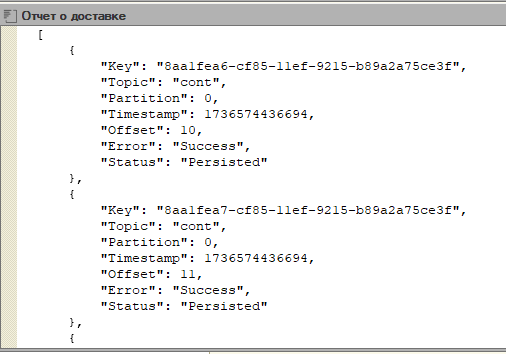 Отчет о доставке
[
{
"Key": "8aa1fea6-cf85-11ef-9215-b89a2a75ce3f",
"Topic": "cont",
"Partition": 0,
"Timestamp": 1736574436694,
"Offset": 10,
"Error": "Success",
"Status": "Persisted"
},
{
"Key": "8aa1fea7-cf85-11ef-9215-b89a2a75ce3f",
"Topic": "cont",
"Partition": 0,
"Timestamp": 1736574436694,
"Offset": 11,
"Error": "Success",
"Status": "Persisted"
},
{